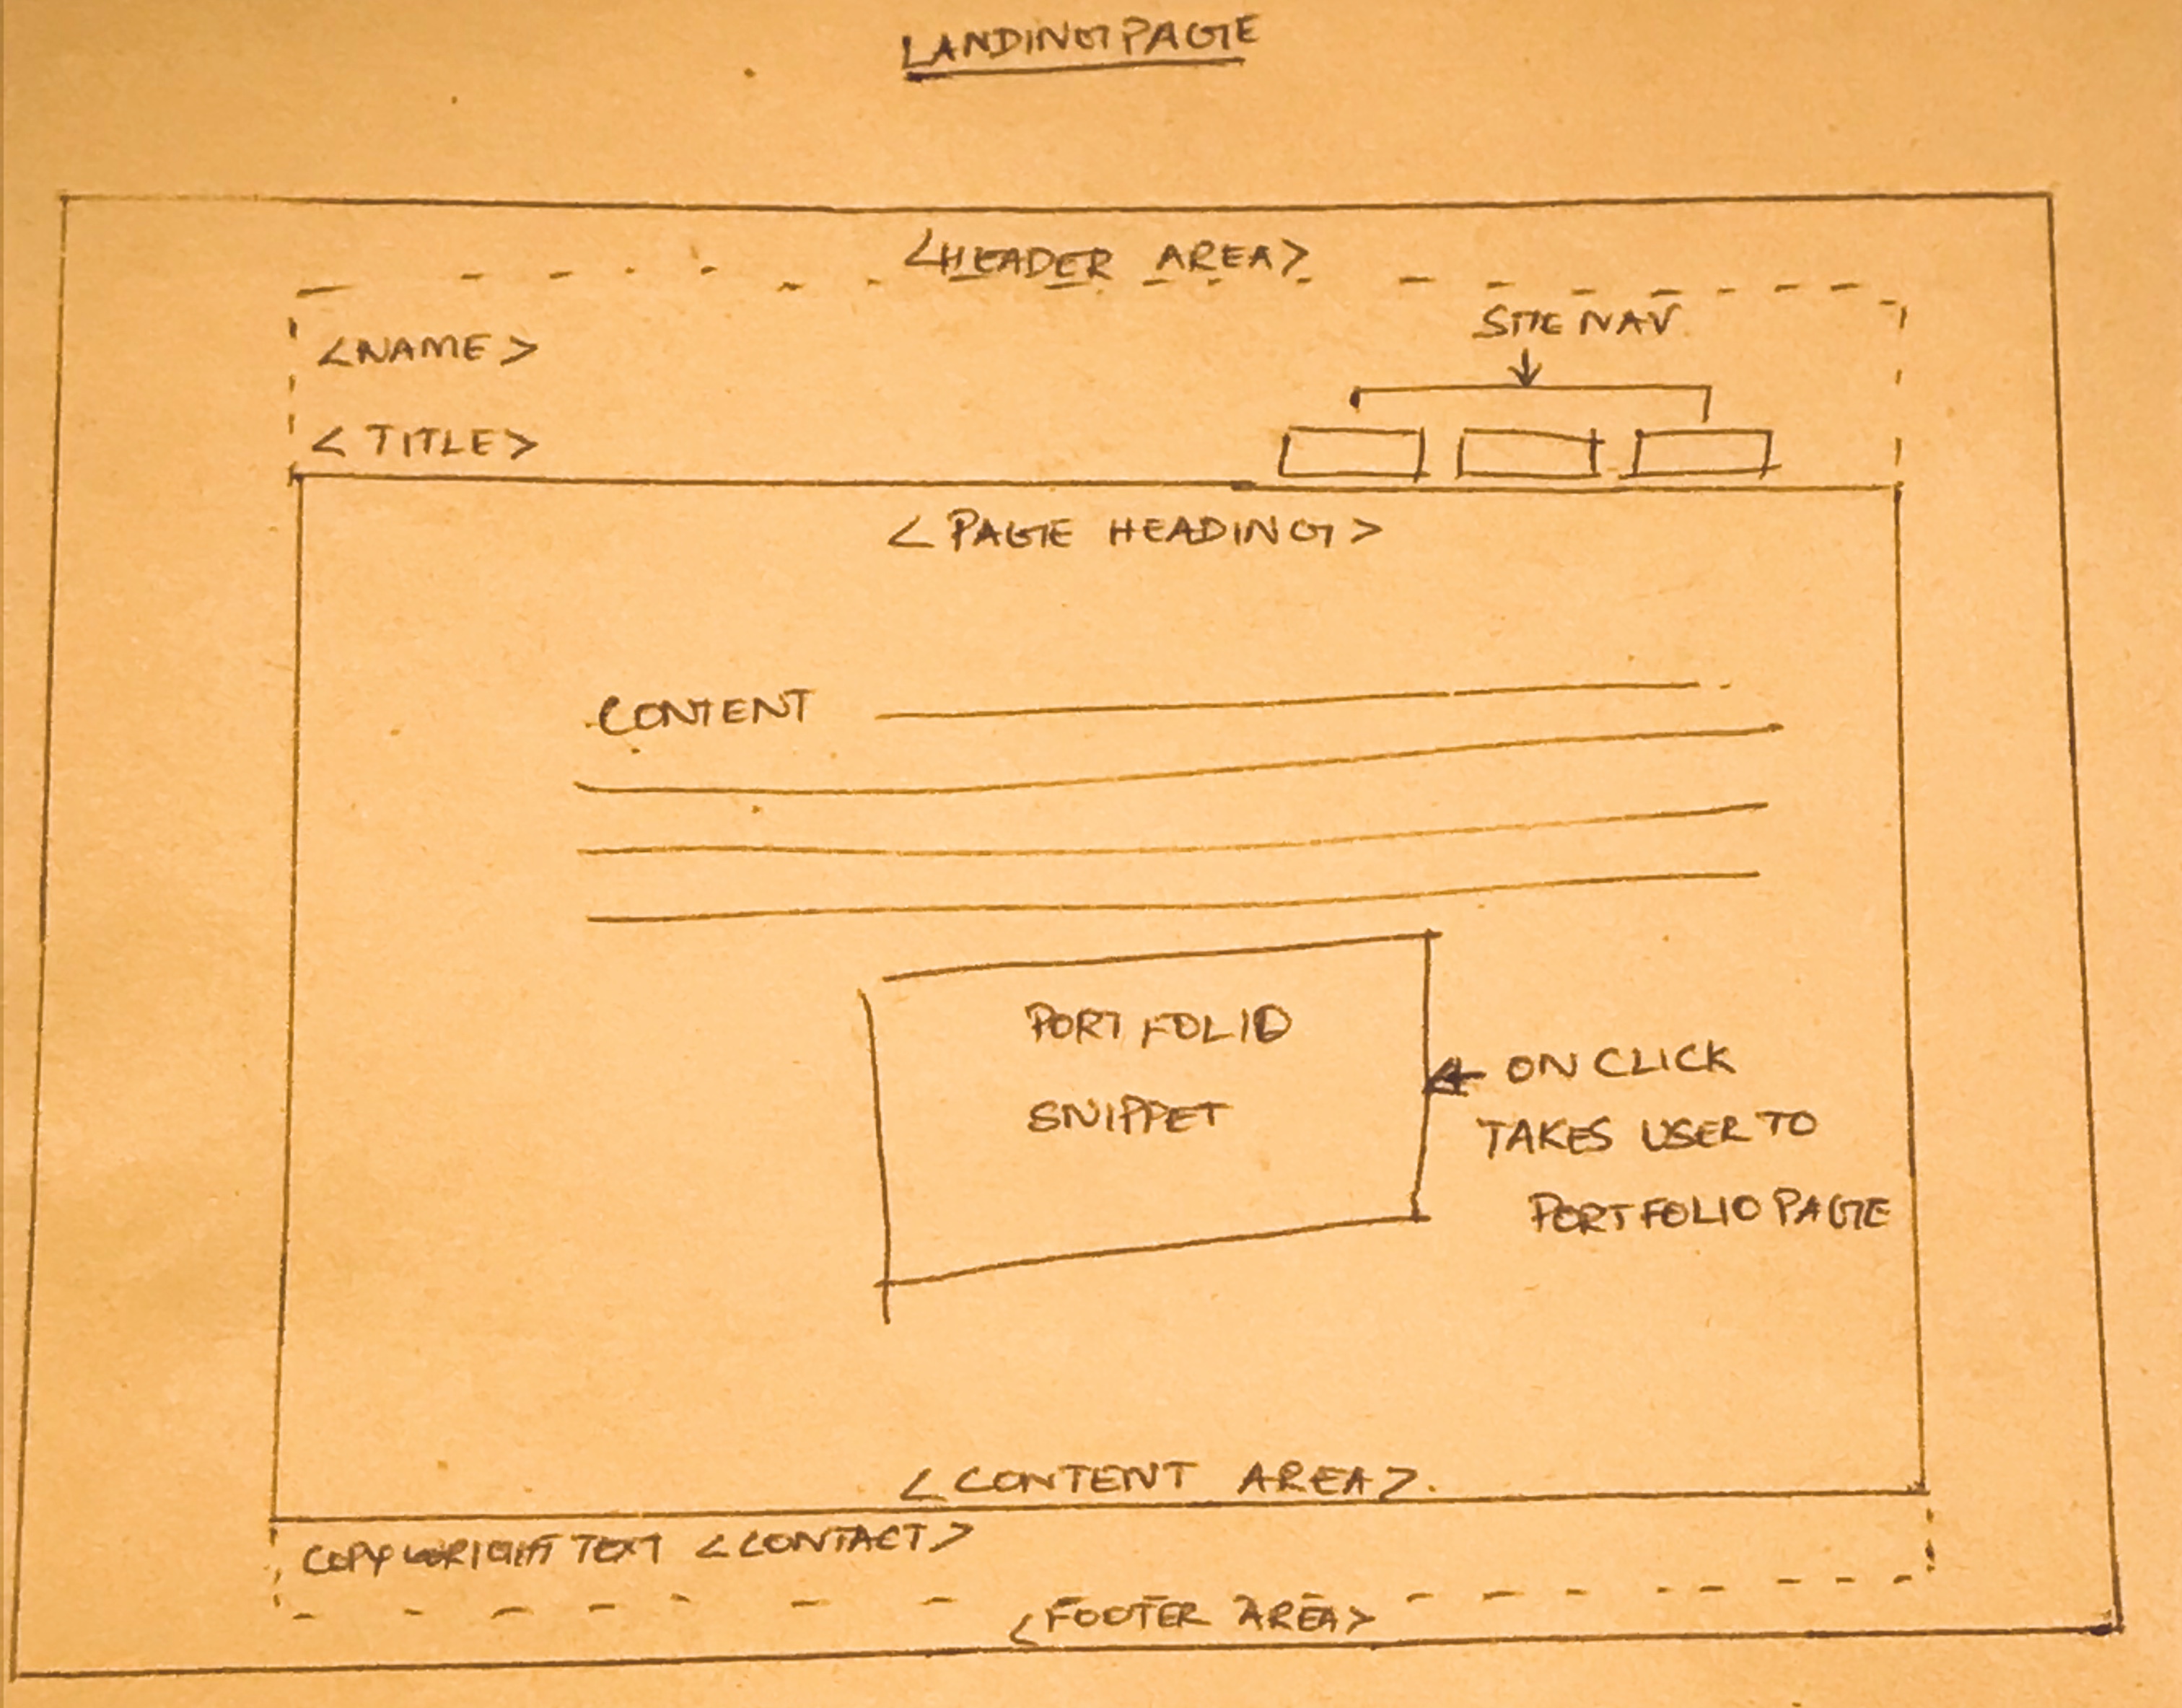 LANDING PAGE
<HEADER AREA>
<NAME>
SITE NAV
<TITLE>
<PAGE HEADING>
CONTENT
PORTFOLIO
SNIPPET
ON CLICK
TAKES USER TO
PORTFOLIO PAGE
<CONTENT AREA>.
TEXT <CONTACT>
<FOOTER AREA>